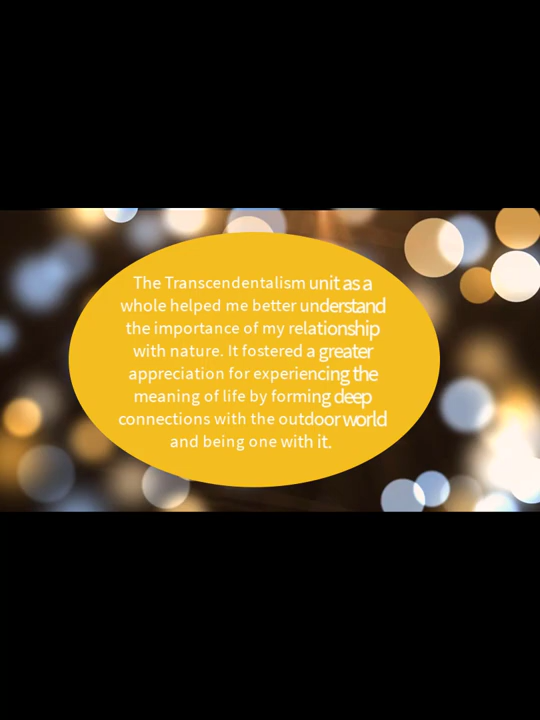 The Transcendentalism unit as a
whole helped me better understand
the importance of my relationship
with nature. It fostered a greater
appreciation for experiencing the
meaning of life by forming deep
connections with the outdoor world
and being one with it.